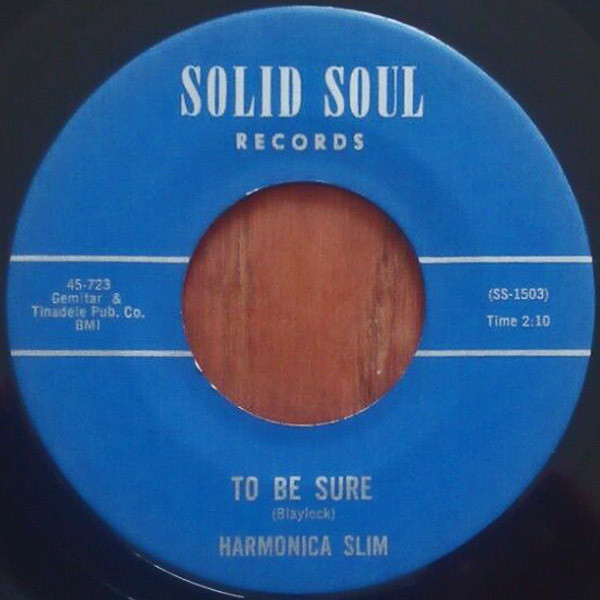 SOLID SOUL
RECORDS
45-723
Gemitar &
Tinadele Pub. Co.
BMI
(SS-1503)
Time 2:10
TO BE SURE
(Blaylock)
HARMONICA SLIM